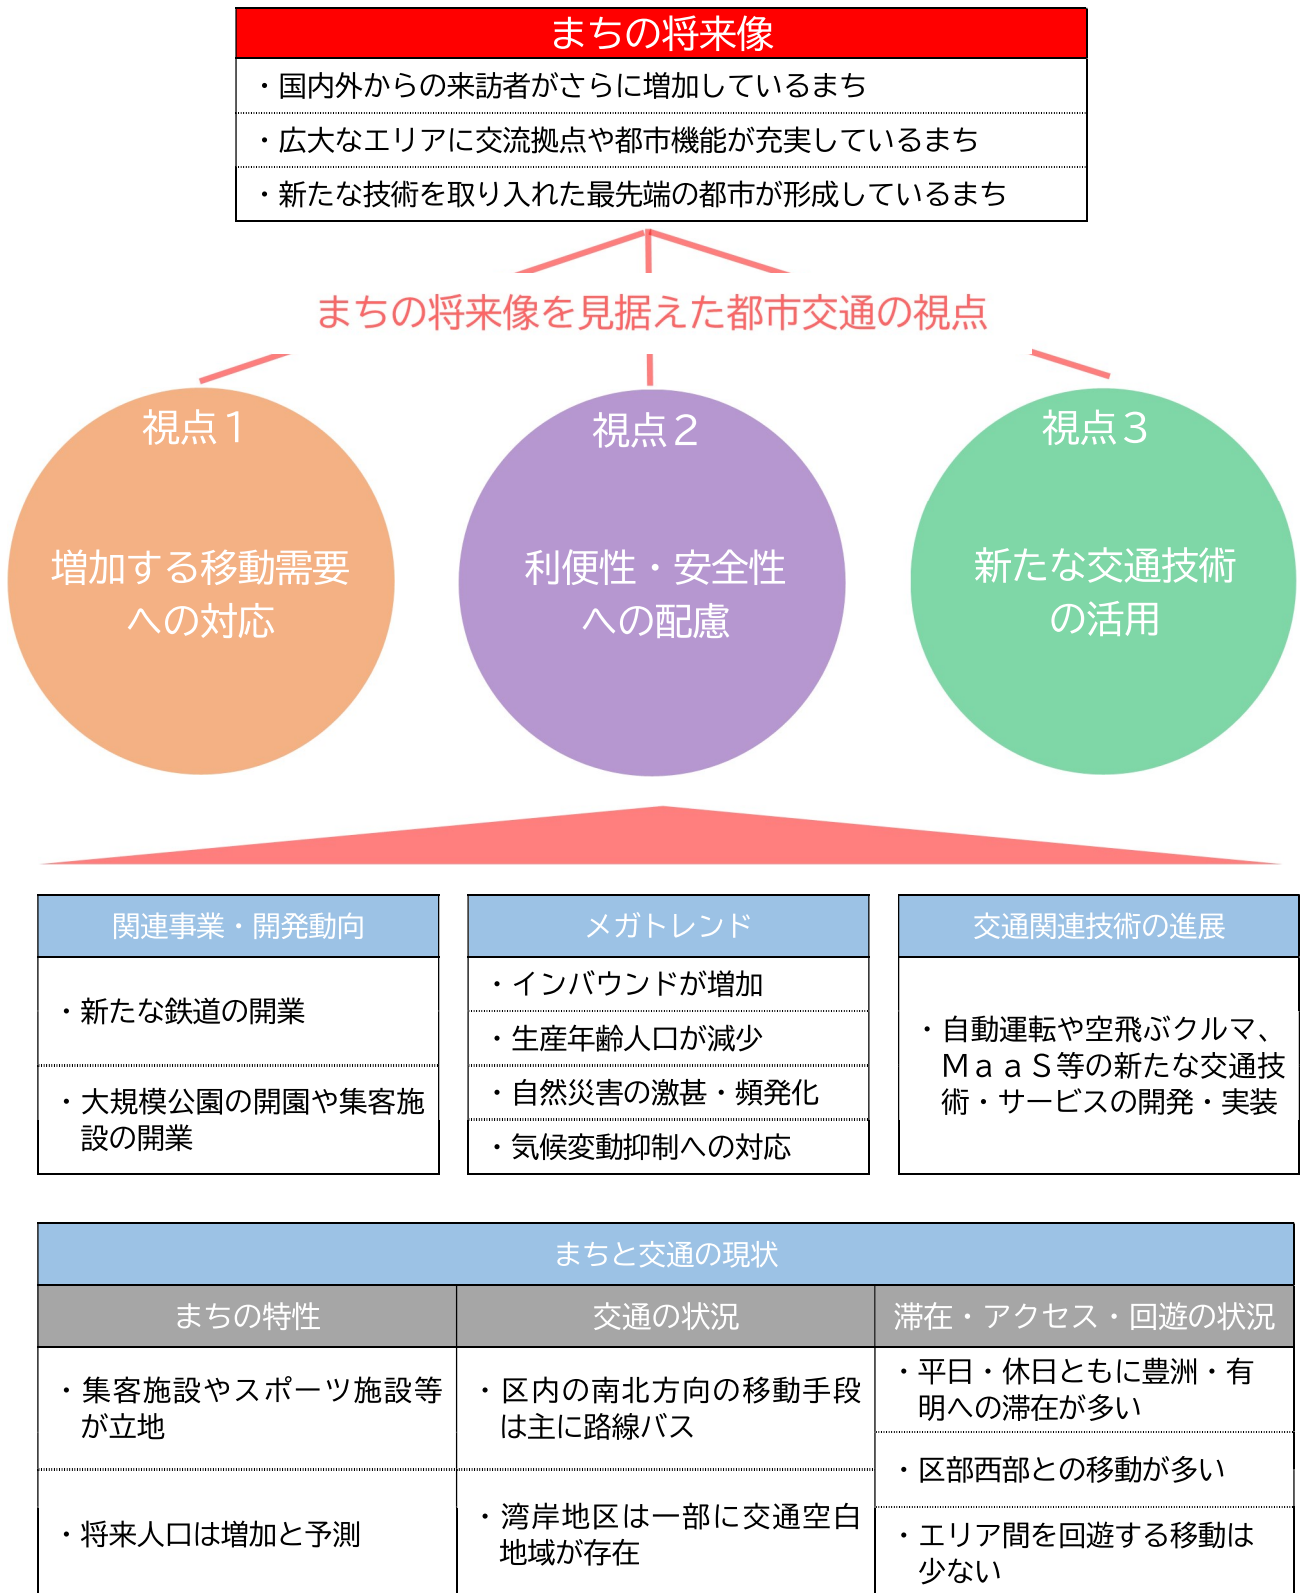 まちの将来像
・国内外からの来訪者がさらに増加しているまち
・広大なエリアに交流拠点や都市機能が充実しているまち
・新たな技術を取り入れた最先端の都市が形成しているまち
まちの将来像を見据えた都市交通の視点
視点１
増加する移動需要
への対応
視点２
利便性・安全性
への配慮
視点３
新たな交通技術
の活用
関連事業・開発動向
・新たな鉄道の開業
・大規模公園の開園や集客施
設の開業
メガトレンド
・インバウンドが増加
・生産年齢人口が減少
・自然災害の激甚・頻発化
・気候変動抑制への対応
交通関連技術の進展
・自動運転や空飛ぶクルマ、
ＭａａＳ等の新たな交通技
術・サービスの開発・実装
まちと交通の現状
まちの特性
・集客施設やスポーツ施設等
が立地
・将来人口は増加と予測
交通の状況
・区内の南北方向の移動手段
は主に路線バス
・湾岸地区は一部に交通空白
地域が存在
滞在・アクセス・回遊の状況
・平日・休日ともに豊洲・有
明への滞在が多い
・区部西部との移動が多い
・エリア間を回遊する移動は
少ない